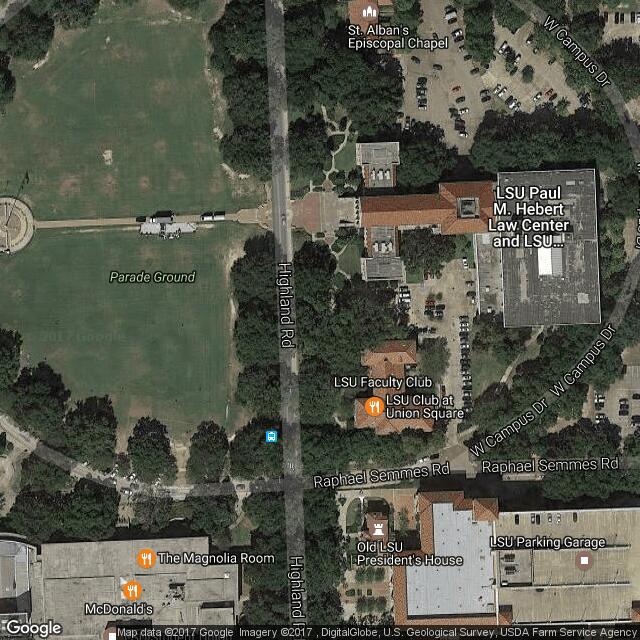 St. Alban's
Episcopal Chapel
W Campus Dr
LSU Paul
M. Hebert
Law Center
and LSU...
Parade Ground
Highland Rd
W Campus Dr
LSU Faculty Club
LSU Club at
Union Square
W Campus Dr
Raphael Semmes Rd
Raphael Semmes Rd
Old LSU
President's House
LSU Parking Garage
The Magnolia Room
McDonald's
Highland
Google
Map data ©2017 Google Imagery ©2017 , DigitalGlobe, U.S. Geological Survey, USDA Farm Service Agency